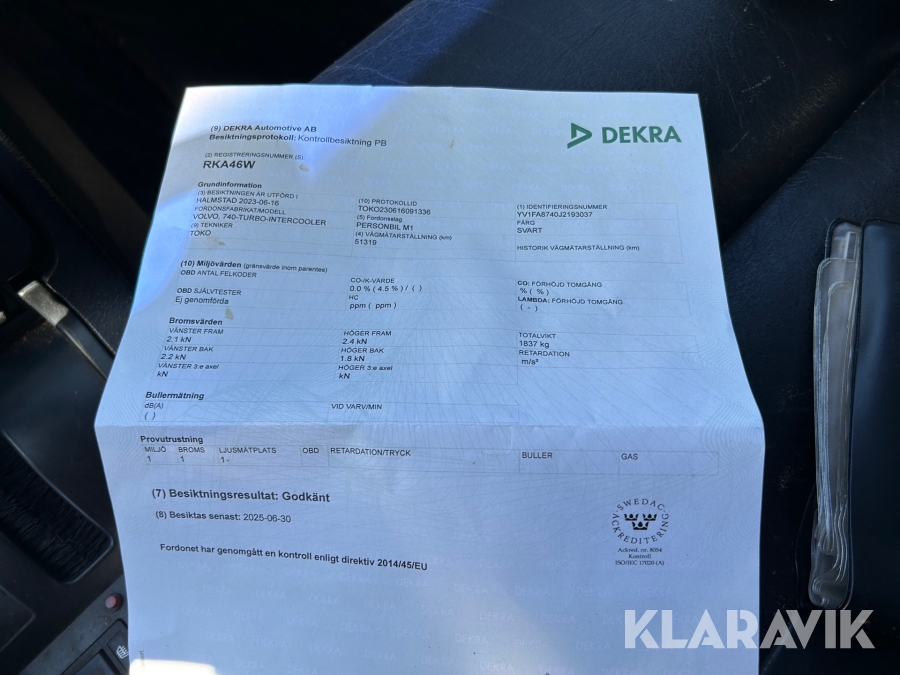 (9) DEKRA Automotive AB
Besiktningsprotokoll: Kontrollbesiktning PB
DEKRA
(2) REGISTRERINGSNUMMER (S):
RKA46W
Grundinformation
(3) BESIKTNINGEN ÄR UTFÖRD I
HALMSTAD 2023-06-16
(10) PROTOKOLLID
TOKO230616091336
(1) IDENTIFIERINGSNUMMER
YV1FA8740J2193037
FORDONSFABRIKAT/MODELL
VOLVO, 740-TURBO-INTERCOOLER
(5) Fordonsslag
PERSONBIL M1
FÄRG
SVART
(9) TEKNIKER
TOKO
(4) VÄGMÄTARSTÄLLNING (km)
51319
HISTORIK VÄGMÄTARSTÄLLNING (km)
(10) Miljövärden (gränsvärde inom parentes)
OBD ANTAL FELKODER
CO-/K-VÄRDE
0.0 % ( 4.5 % ) / ( )
CO: FÖRHÖJD TOMGÅNG
% ( % )
OBD SJÄLVTESTER
Ej genomförda
HC
ppm ( ppm )
LAMBDA: FÖRHÖJD TOMGÅNG
( - )
Bromsvärden
VÄNSTER FRAM
2.1 kN
HÖGER FRAM
2.4 kN
TOTALVIKT
1837 kg
VÄNSTER BAK
2.2 kN
HÖGER BAK
1.8 kN
RETARDATION
m/s²
VÄNSTER 3:e axel
kN
HÖGER 3:e axel
kN
Bullermätning
dB(A)
( )
VID VARV/MIN
Provutrustning
MILJÖ BROMS LJUSMÄTPLATS OBD RETARDATION/TRYCK BULLER GAS
1 1 1-
(7) Besiktningsresultat: Godkänt
(8) Besiktas senast: 2025-06-30
Fordonet har genomgått en kontroll enligt direktiv 2014/45/EU
SWEDAC
ACKREDITERING
Ackred. nr. 8054
Kontroll
ISO/IEC 17020 (A)
KLARAVIK